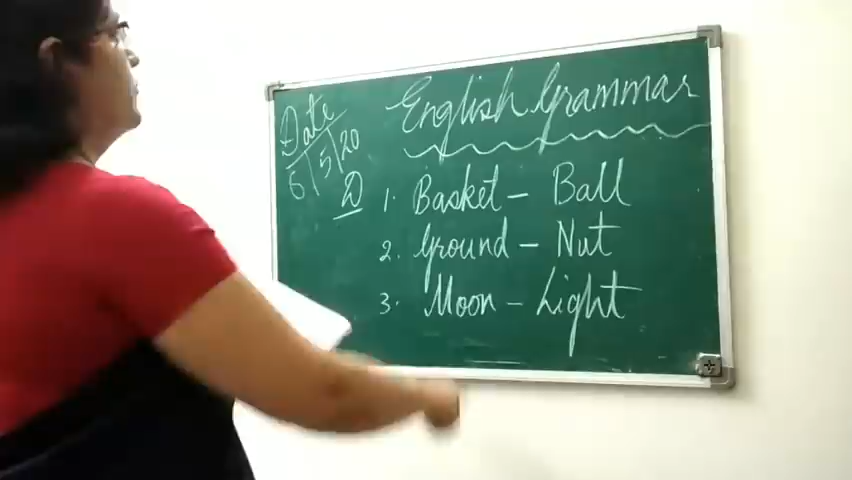 Date
6/5/20
English Grammar
D
1. Basket - Ball
2. Ground - Nut
3. Moon - Light